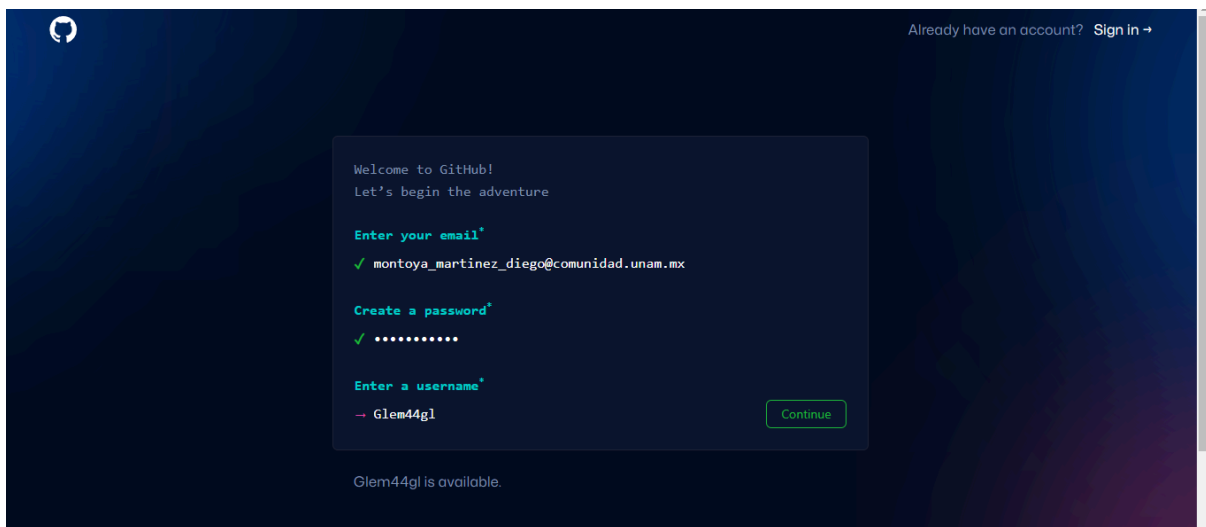 Already have an account? Sign in →
Welcome to GitHub!
Let’s begin the adventure
Enter your email*
✓ montoya_martinez_diego@comunidad.unam.mx
Create a password*
✓ •••••••••••
Enter a username*
→ Glem44gl
Continue
Glem44gl is available.